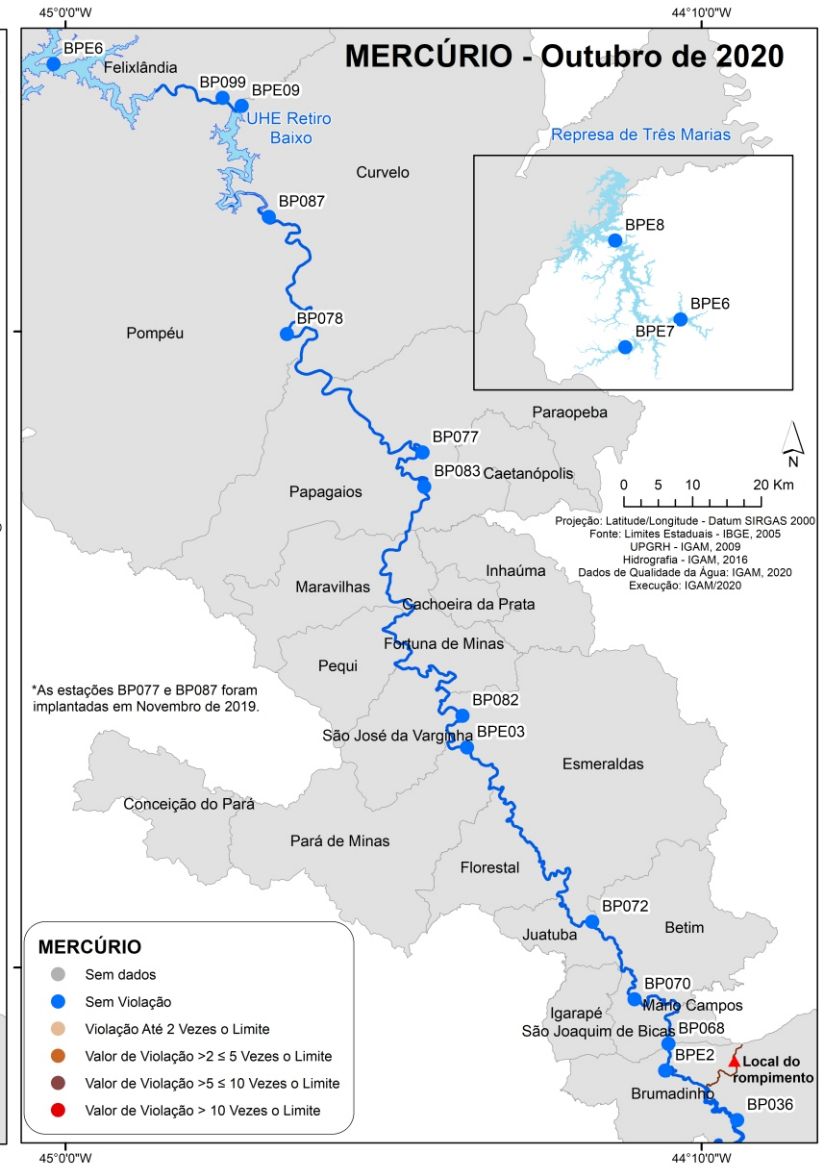 45°0'0"W
44°10'0"W
MERCÚRIO - Outubro de 2020
BPE6
Felixlândia
BP099
BPE09
UHE Retiro
Baixo
Represa de Três Marias
Curvelo
BP087
BPE8
BPE6
BPE7
BP078
Pompéu
Paraopeba
BP077
BP083
Caetanópolis
Papagaios
N
0 5 10 20 Km
Projeção: Latitude/Longitude - Datum SIRGAS 2000
Fonte: Limites Estaduais - IBGE, 2005
UPGRH - IGAM, 2009
Hidrografia - IGAM, 2016
Dados de Qualidade da Água: IGAM, 2020
Execução: IGAM/2020
Inhaúma
Maravilhas
Cachoeira da Prata
Fortuna de Minas
Pequi
*As estações BP077 e BP087 foram
implantadas em Novembro de 2019.
BP082
São José da Varginha
BPE03
Esmeraldas
Conceição do Pará
Pará de Minas
Florestal
BP072
Juatuba
Betim
BP070
Mário Campos
Igarapé
São Joaquim de Bicas
BP068
BPE2
Local do
rompimento
Brumadinho
BP036
MERCÚRIO
Sem dados
Sem Violação
Violação Até 2 Vezes o Limite
Valor de Violação >2 ≤ 5 Vezes o Limite
Valor de Violação >5 ≤ 10 Vezes o Limite
Valor de Violação > 10 Vezes o Limite
45°0'0"W
44°10'0"W